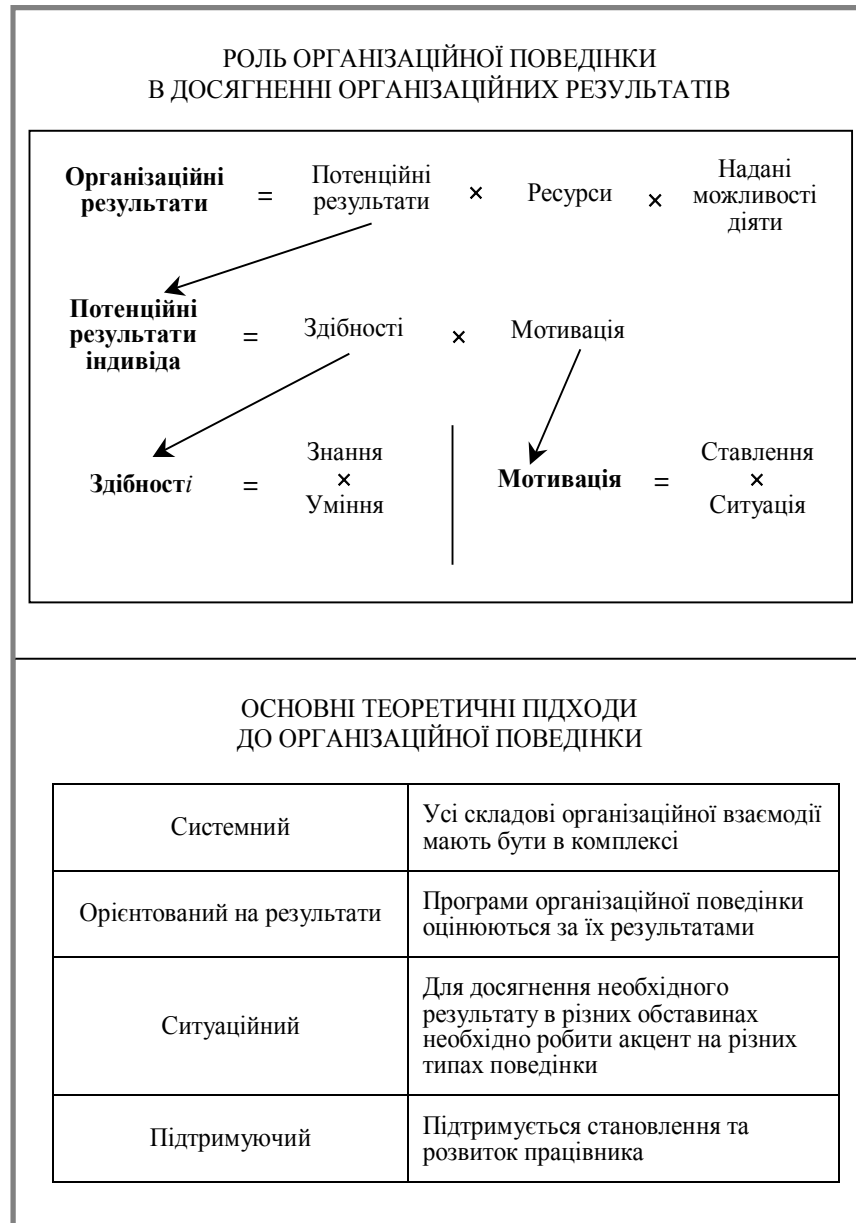 РОЛЬ ОРГАНІЗАЦІЙНОЇ ПОВЕДІНКИ
В ДОСЯГНЕННІ ОРГАНІЗАЦІЙНИХ РЕЗУЛЬТАТІВ
Організаційні
результати
=
Потенційні
результати
×
Ресурси
×
Надані
можливості
діяти
Потенційні
результати
індивіда
=
Здібності
×
Мотивація
Здібності
=
Знання
×
Уміння
Мотивація
=
Ставлення
×
Ситуація
ОСНОВНІ ТЕОРЕТИЧНІ ПІДХОДИ
ДО ОРГАНІЗАЦІЙНОЇ ПОВЕДІНКИ
Системний
Усі складові організаційної взаємодії
мають бути в комплексі
Орієнтований на результати
Програми організаційної поведінки
оцінюються за їх результатами
Ситуаційний
Для досягнення необхідного
результату в різних обставинах
необхідно робити акцент на різних
типах поведінки
Підтримуючий
Підтримується становлення та
розвиток працівника